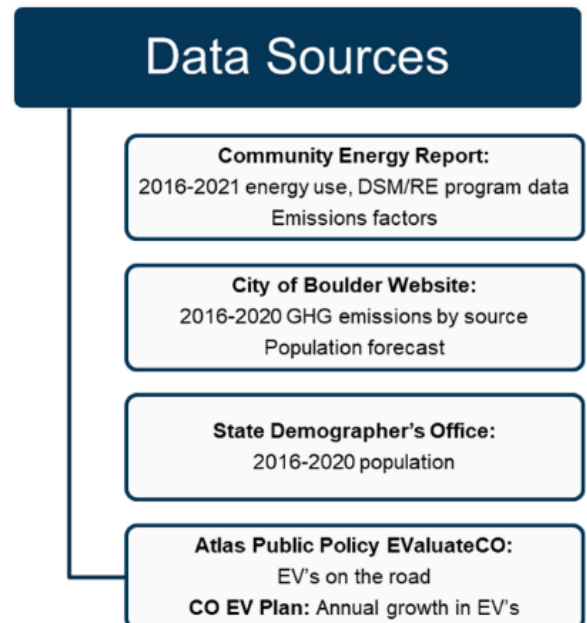 Data Sources
Community Energy Report:
2016-2021 energy use, DSM/RE program data
Emissions factors
City of Boulder Website:
2016-2020 GHG emissions by source
Population forecast
State Demographer's Office:
2016-2020 population
Atlas Public Policy EValuateCO:
EV's on the road
CO EV Plan: Annual growth in EV's